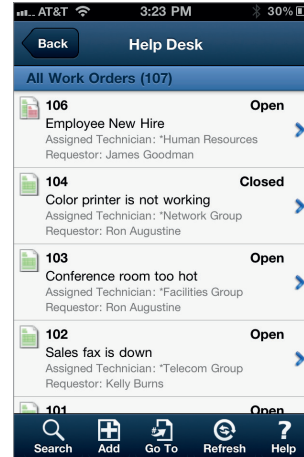 AT&T 3:23 PM 30%
Back Help Desk
All Work Orders (107)
106 Open
Employee New Hire
Assigned Technician: *Human Resources
Requestor: James Goodman
104 Closed
Color printer is not working
Assigned Technician: *Network Group
Requestor: Ron Augustine
103 Open
Conference room too hot
Assigned Technician: *Facilities Group
Requestor: Ron Augustine
102 Open
Sales fax is down
Assigned Technician: *Telecom Group
Requestor: Kelly Burns
101 Open
Search Add Go To Refresh Help